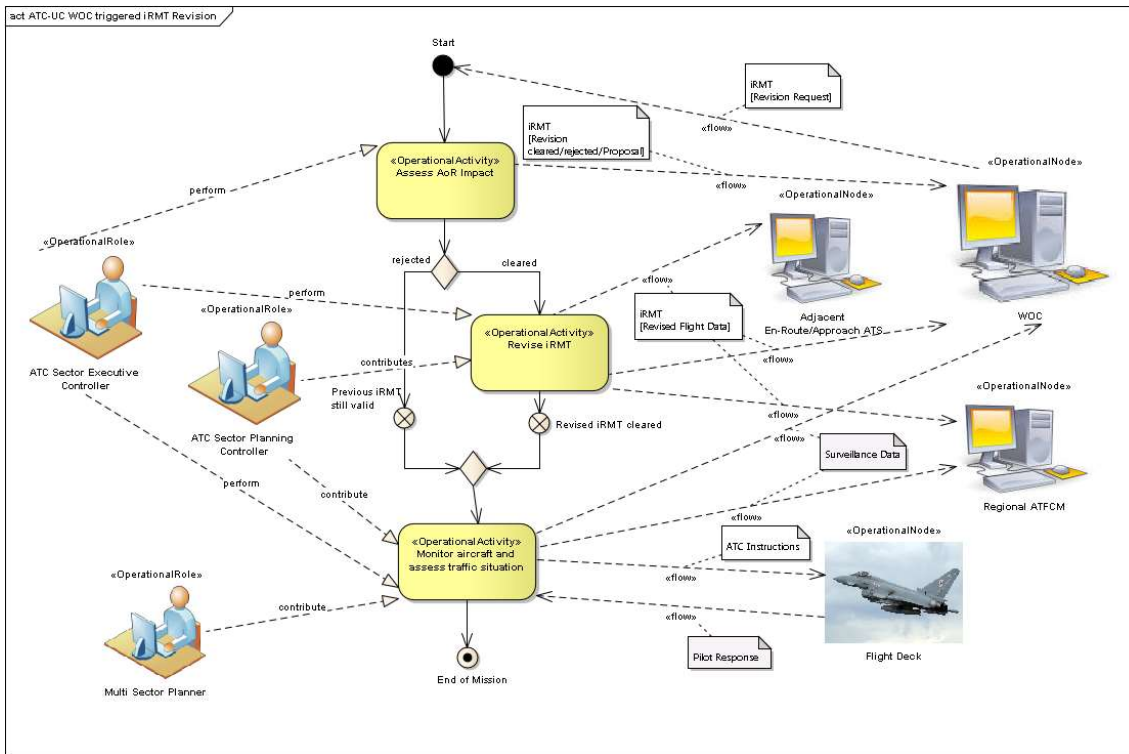 act ATC-UC WOC triggered iRMT Revision
Start
iRMT
[Revision Request]
«flow»
iRMT
[Revision
cleared/rejected/Proposal]
«flow»
«OperationalNode»
WOC
«OperationalActivity»
Assess AoR Impact
perform
«OperationalRole»
ATC Sector Executive
Controller
rejected
cleared
«OperationalNode»
Adjacent
En-Route/Approach ATS
«flow»
perform
«OperationalRole»
ATC Sector Planning
Controller
«OperationalActivity»
Revise iRMT
iRMT
[Revised Flight Data]
«flow»
contributes
Previous iRMT
still valid
Revised iRMT cleared
«flow»
«flow»
«OperationalNode»
Regional ATFCM
Surveillance Data
perform
contribute
«flow»
«OperationalActivity»
Monitor aircraft and
assess traffic situation
ATC Instructions
«flow»
«OperationalNode»
Flight Deck
«flow»
Pilot Response
«OperationalRole»
Multi Sector Planner
contribute
End of Mission